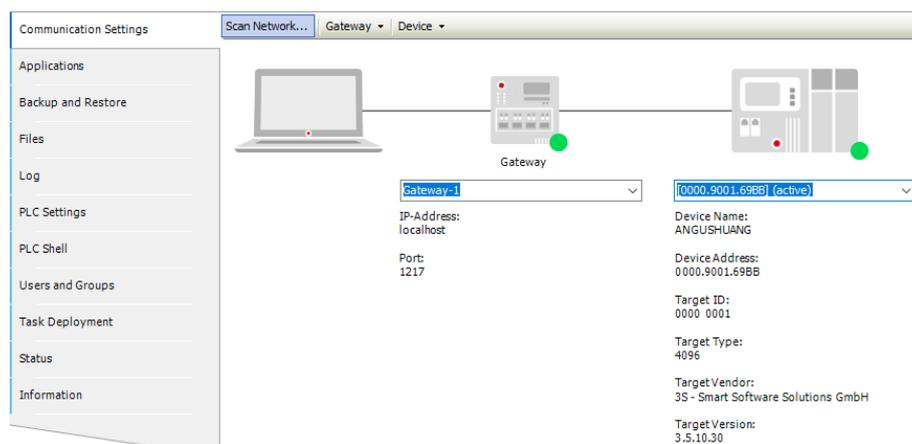 Communication Settings
Applications
Backup and Restore
Files
Log
PLC Settings
PLC Shell
Users and Groups
Task Deployment
Status
Information
Scan Network...
Gateway
Device
Gateway
Gateway-1
IP-Address:
localhost
Port:
1217
[0000.9001.69BB] (active)
Device Name:
ANGUSHUANG
Device Address:
0000.9001.69BB
Target ID:
0000 0001
Target Type:
4096
Target Vendor:
3S - Smart Software Solutions GmbH
Target Version:
3.5.10.30